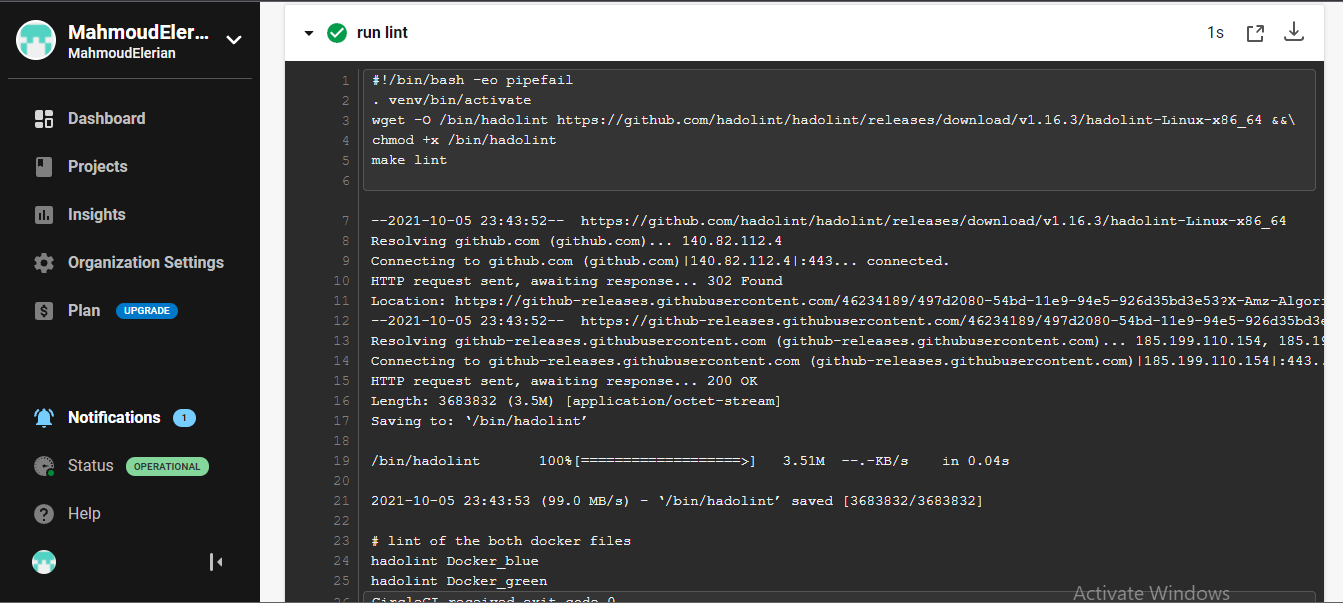 MahmoudEler...
MahmoudElerian
Dashboard
Projects
Insights
Organization Settings
Plan UPGRADE
Notifications 1
Status OPERATIONAL
Help
run lint 1s
1 #!/bin/bash -eo pipefail
2 . venv/bin/activate
3 wget -O /bin/hadolint https://github.com/hadolint/hadolint/releases/download/v1.16.3/hadolint-Linux-x86_64 &&\
4 chmod +x /bin/hadolint
5 make lint
6
7 --2021-10-05 23:43:52-- https://github.com/hadolint/hadolint/releases/download/v1.16.3/hadolint-Linux-x86_64
8 Resolving github.com (github.com)... 140.82.112.4
9 Connecting to github.com (github.com)|140.82.112.4|:443... connected.
10 HTTP request sent, awaiting response... 302 Found
11 Location: https://github-releases.githubusercontent.com/46234189/497d2080-54bd-11e9-94e5-926d35bd3e53?X-Amz-Algori
12 --2021-10-05 23:43:52-- https://github-releases.githubusercontent.com/46234189/497d2080-54bd-11e9-94e5-926d35bd3e
13 Resolving github-releases.githubusercontent.com (github-releases.githubusercontent.com)... 185.199.110.154, 185.19
14 Connecting to github-releases.githubusercontent.com (github-releases.githubusercontent.com)|185.199.110.154|:443..
15 HTTP request sent, awaiting response... 200 OK
16 Length: 3683832 (3.5M) [application/octet-stream]
17 Saving to: ‘/bin/hadolint’
18
19 /bin/hadolint 100%[===================>] 3.51M --.-KB/s in 0.04s
20
21 2021-10-05 23:43:53 (99.0 MB/s) - ‘/bin/hadolint’ saved [3683832/3683832]
22
23 # lint of the both docker files
24 hadolint Docker_blue
25 hadolint Docker_green
26 CircleCI received exit code 0
Activate Windows